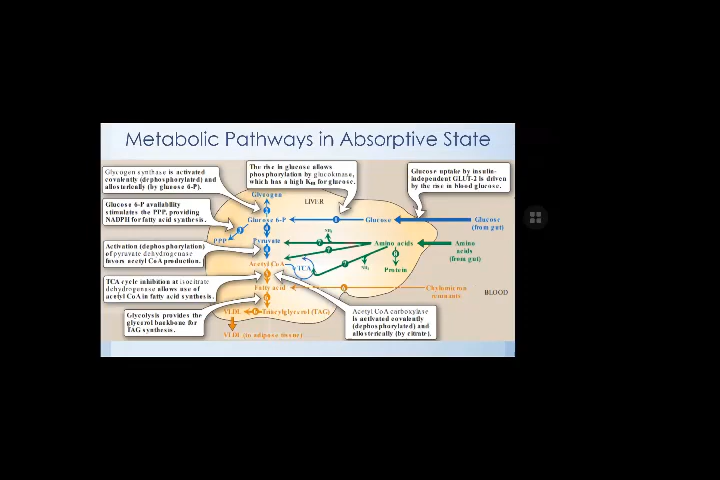 Metabolic Pathways in Absorptive State
Glycogen synthase is activated
covalently (dephosphorylated) and
allosterically (by glucose 6-P).
The rise in glucose allows
phosphorylation by glucokinase,
which has a high Km for glucose.
Glucose uptake by insulin-
independent GLUT-2 is driven
by the rise in blood glucose.
Glycogen
LIVER
Glucose 6-P availability
stimulates the PPP, providing
NADPH for fatty acid synthesis.
Glucose 6-P
Glucose
Glucose
(from gut)
PPP
Pyruvate
NH3
Amino acids
Amino
acids
(from gut)
Activation (dephosphorylation)
of pyruvate dehydrogenase
favors acetyl CoA production.
Acetyl CoA
TCA
NH3
Protein
TCA cycle inhibition at isocitrate
dehydrogenase allows use of
acetyl CoA in fatty acid synthesis.
Fatty acid
Chylomicron
remnants
BLOOD
Glycolysis provides the
glycerol backbone for
TAG synthesis.
VLDL
Triacylglycerol (TAG)
Acetyl CoA carboxylase
is activated covalently
(dephosphorylated) and
allosterically (by citrate).
VLDL (to adipose tissue)